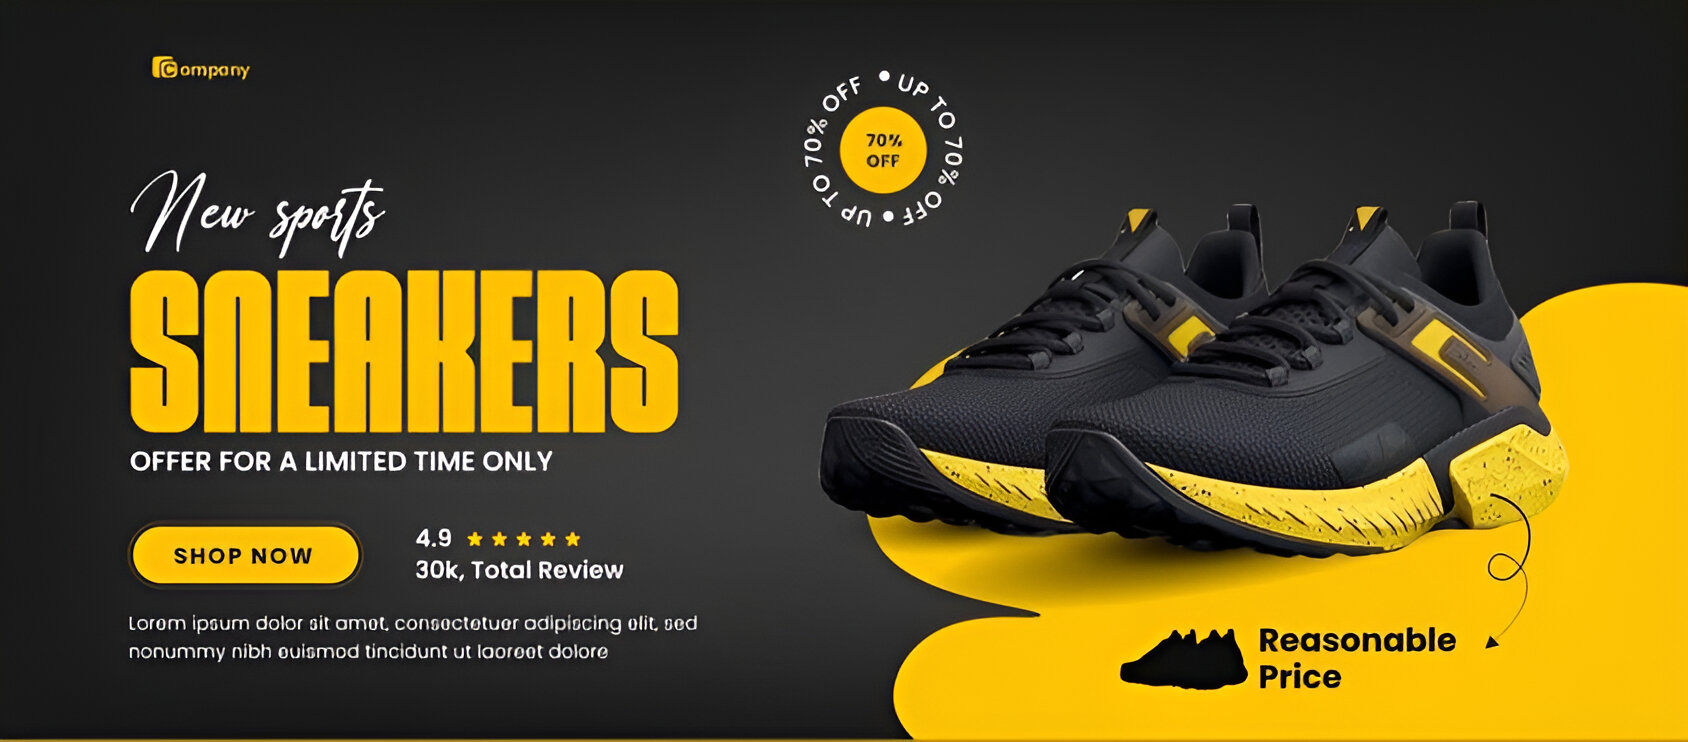 Company
UP TO 70% OFF • UP TO 70% OFF •
70%
OFF
New sports
SNEAKERS
OFFER FOR A LIMITED TIME ONLY
SHOP NOW
4.9
30k, Total Review
Lorem ipsum dolor sit amet, consectetuer adipiscing elit, sed
nonummy nibh euismod tincidunt ut laoreet dolore
Reasonable
Price